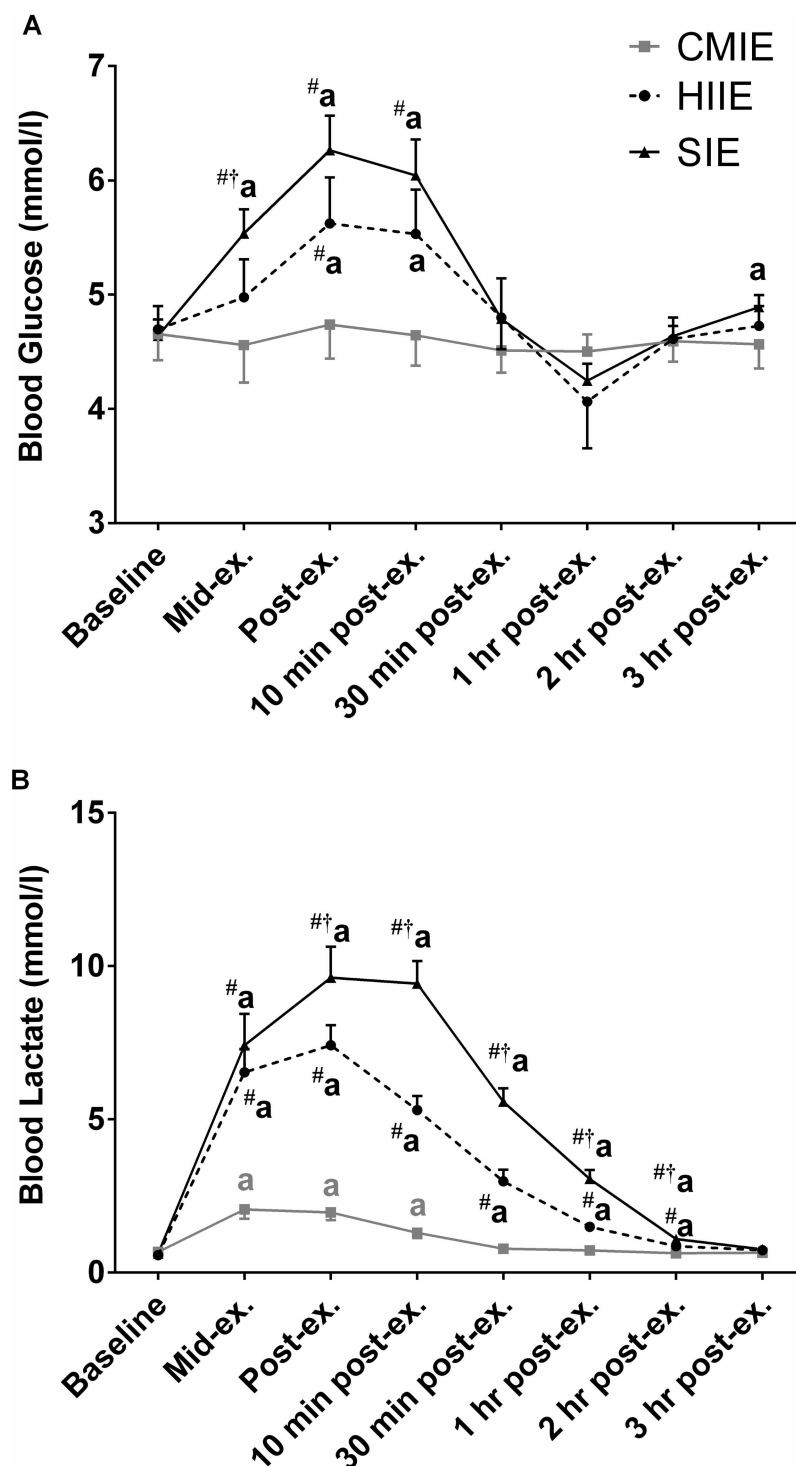 A
CMIE
HIIE
SIE
Blood Glucose (mmol/l)
7
6
5
4
3
#a
#a
#†a
#a
a
a
Baseline
Mid-ex.
Post-ex.
10 min post-ex.
30 min post-ex.
1 hr post-ex.
2 hr post-ex.
3 hr post-ex.
B
Blood Lactate (mmol/l)
15
10
5
0
#†a
#†a
#a
#†a
#a
#a
#a
#†a
#†a
a
a
a
#a
#a
#a
Baseline
Mid-ex.
Post-ex.
10 min post-ex.
30 min post-ex.
1 hr post-ex.
2 hr post-ex.
3 hr post-ex.